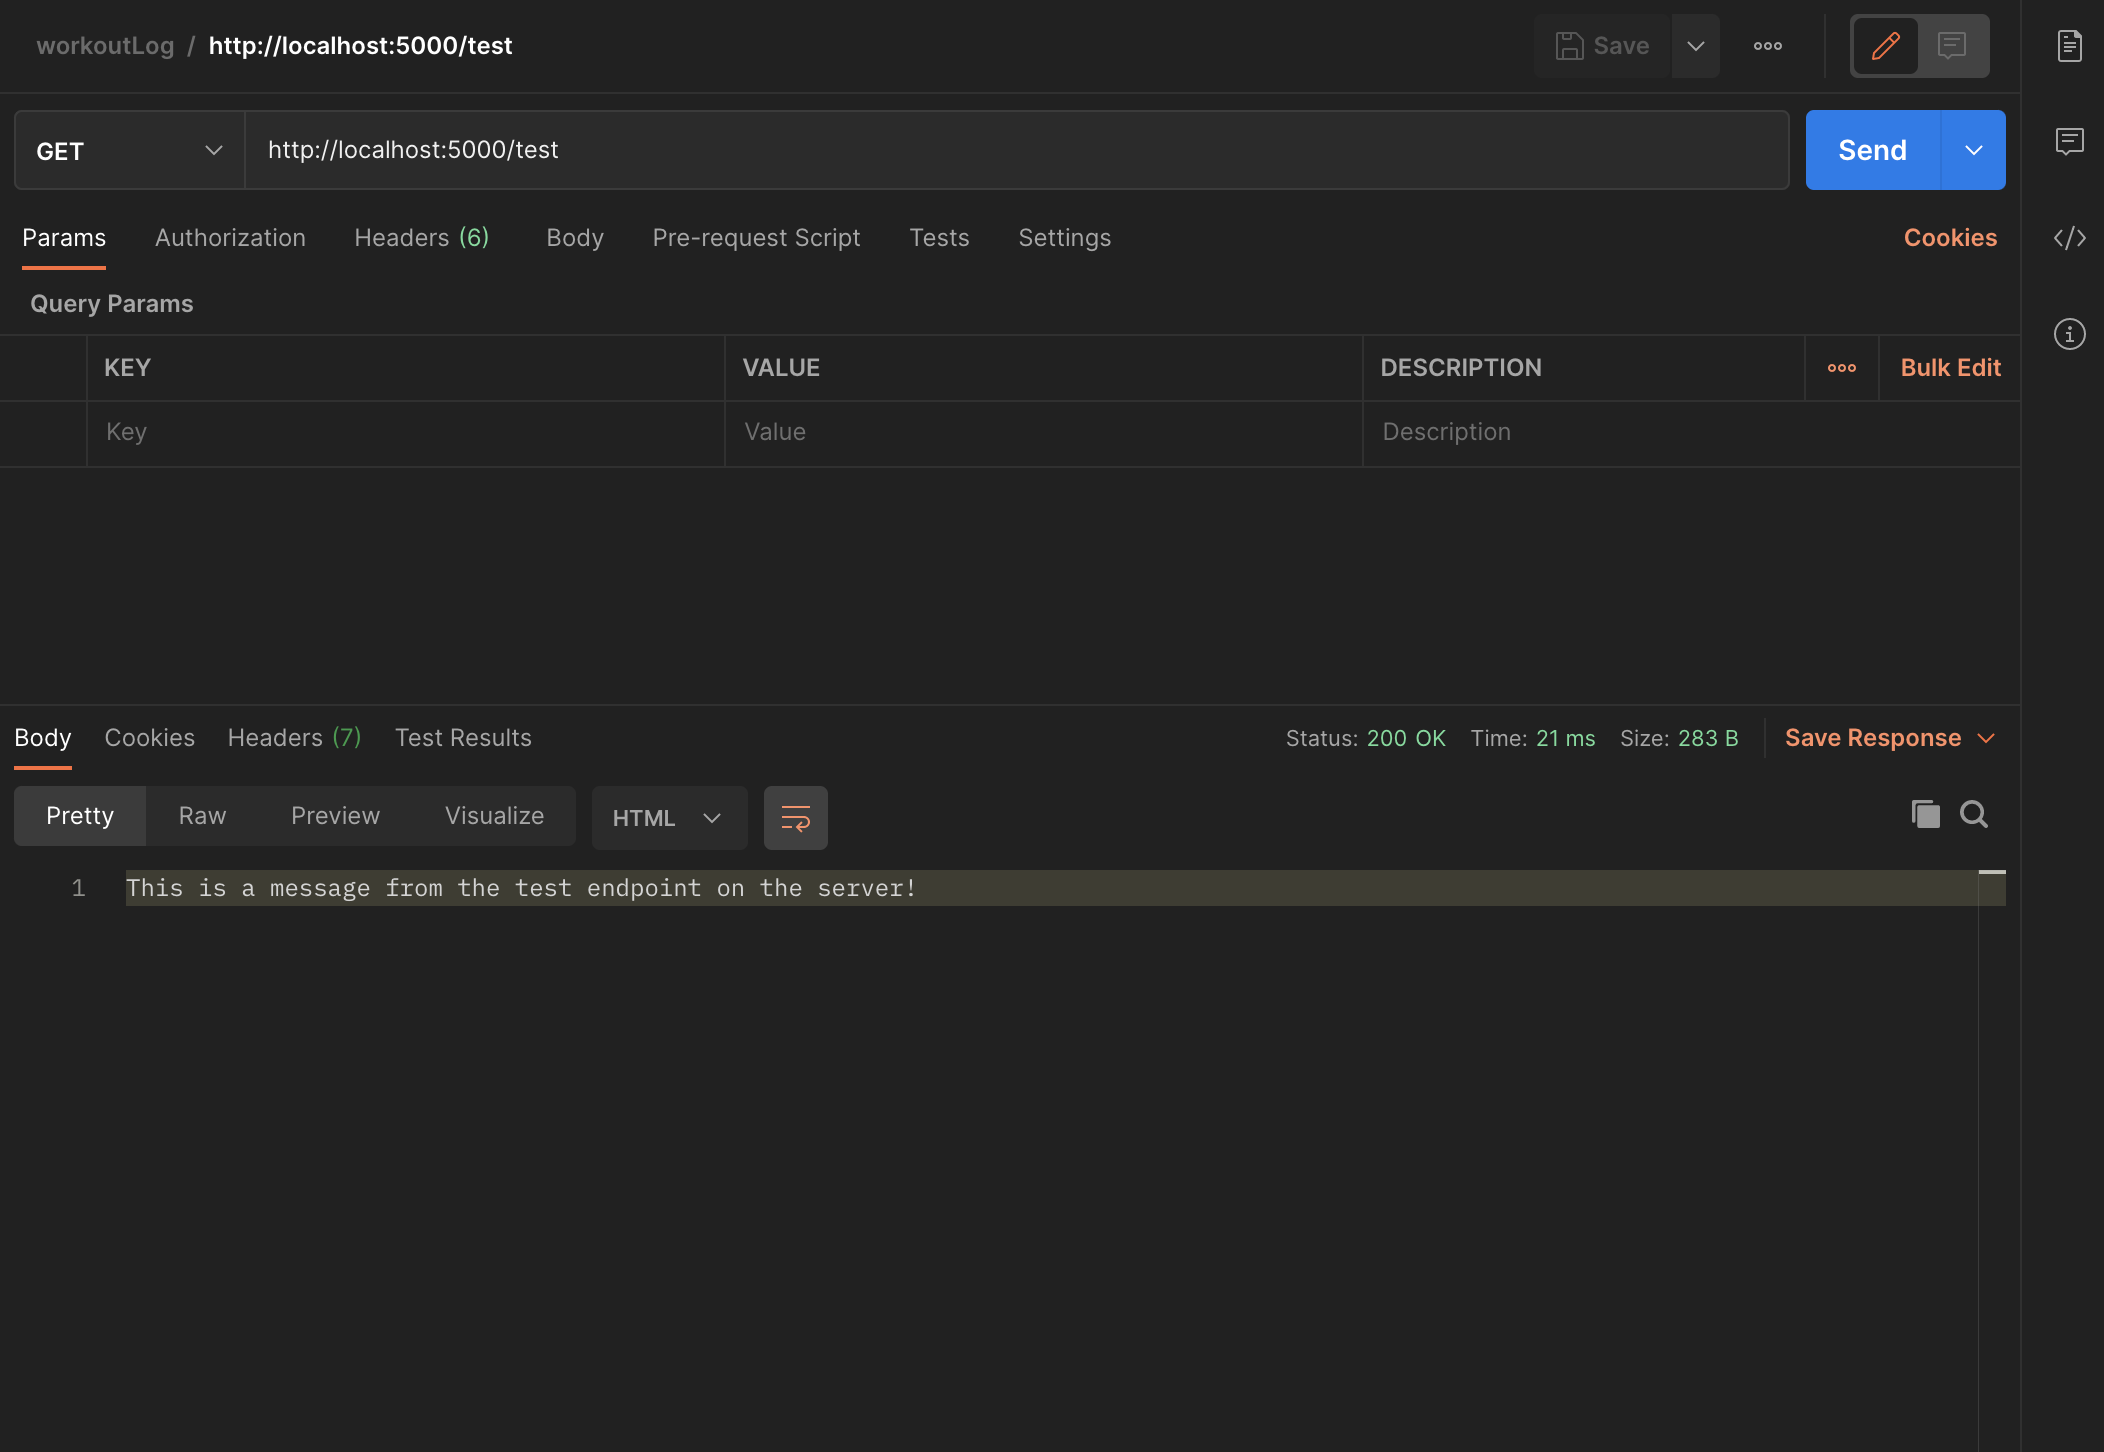 workoutLog / http://localhost:5000/test
Save
GET
http://localhost:5000/test
Send
Params Authorization Headers (6) Body Pre-request Script Tests Settings Cookies
Query Params
KEY VALUE DESCRIPTION Bulk Edit
Key Value Description
Body Cookies Headers (7) Test Results Status: 200 OK Time: 21 ms Size: 283 B Save Response
Pretty Raw Preview Visualize HTML
1 This is a message from the test endpoint on the server!